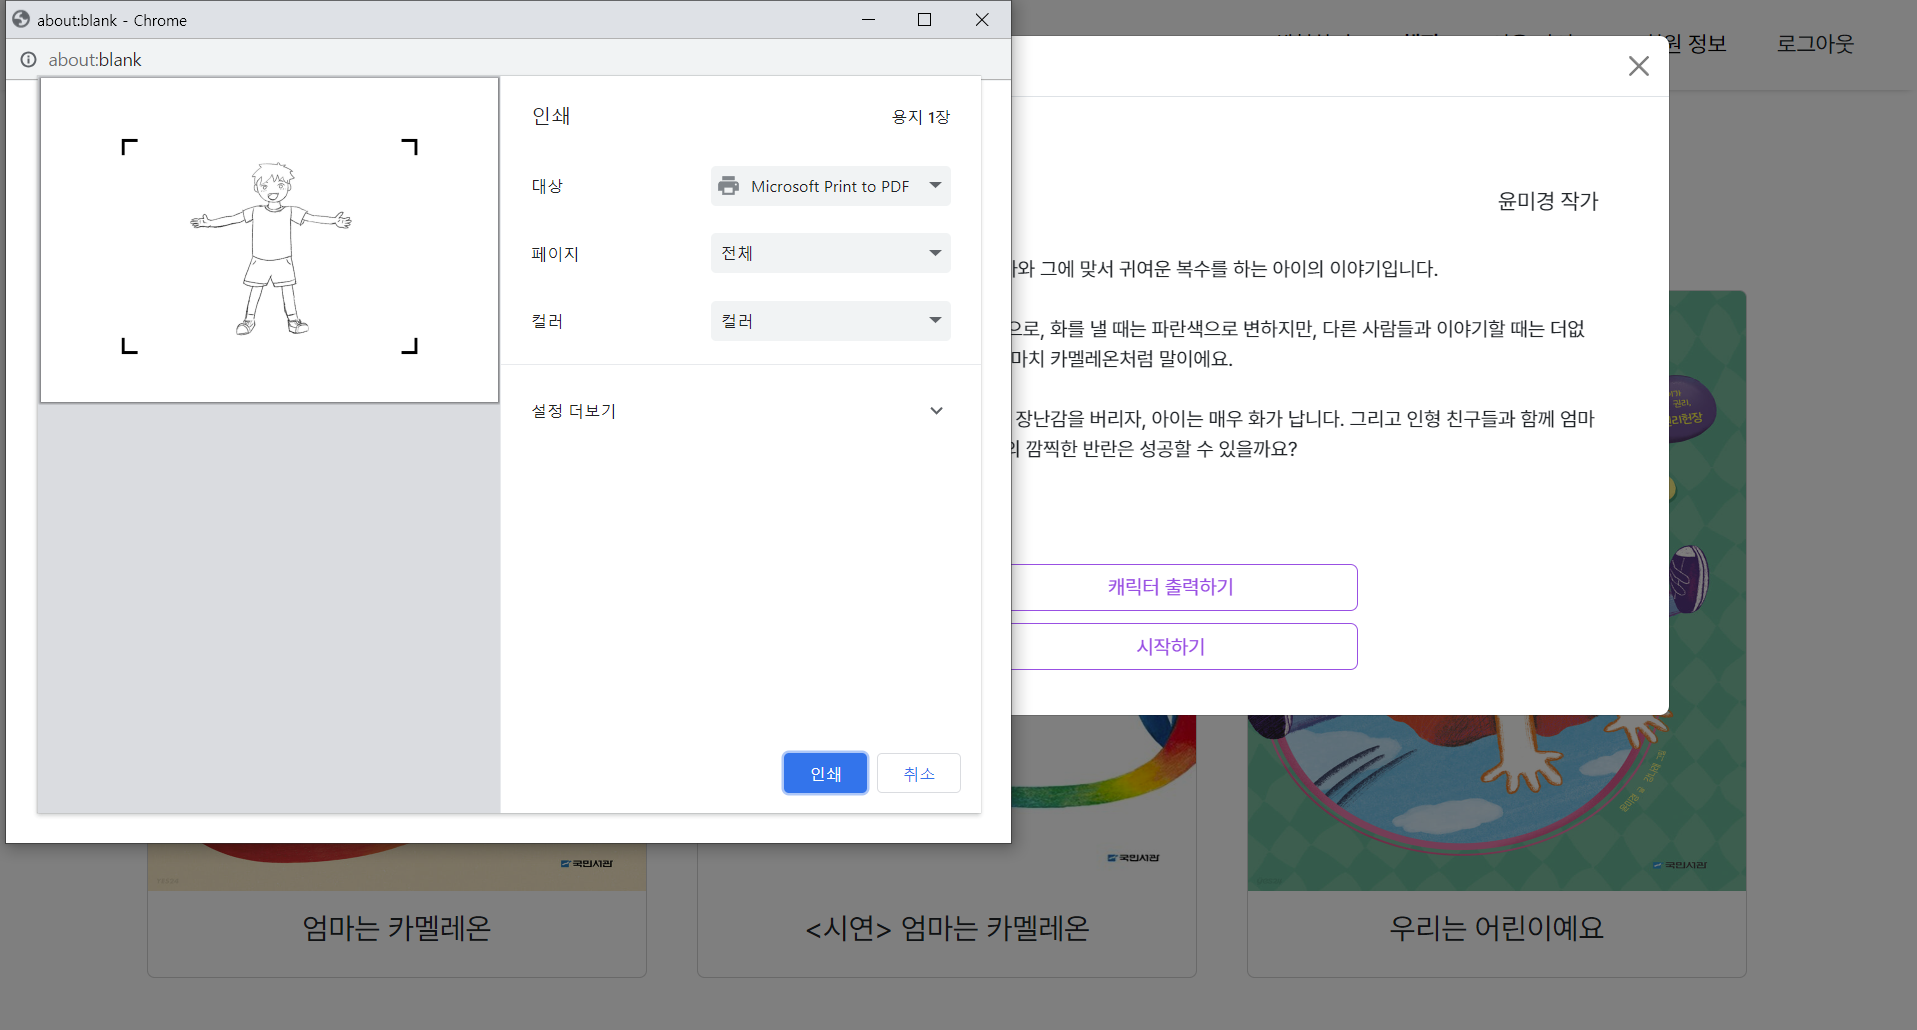 about:blank - Chrome
about:blank
인쇄
용지 1장
대상
Microsoft Print to PDF
페이지
전체
컬러
컬러
설정 더보기
인쇄
취소
정보
로그아웃
윤미경 작가
그에 맞서 귀여운 복수를 하는 아이의 이야기입니다.
으로, 화를 낼 때는 파란색으로 변하지만, 다른 사람들과 이야기할 때는 더없
마치 카멜레온처럼 말이에요.
장난감을 버리자, 아이는 매우 화가 납니다. 그리고 인형 친구들과 함께 엄마
의 깜찍한 반란은 성공할 수 있을까요?
캐릭터 출력하기
시작하기
국민서관
엄마는 카멜레온
국민서관
<시연> 엄마는 카멜레온
국민서관
우리는 어린이예요